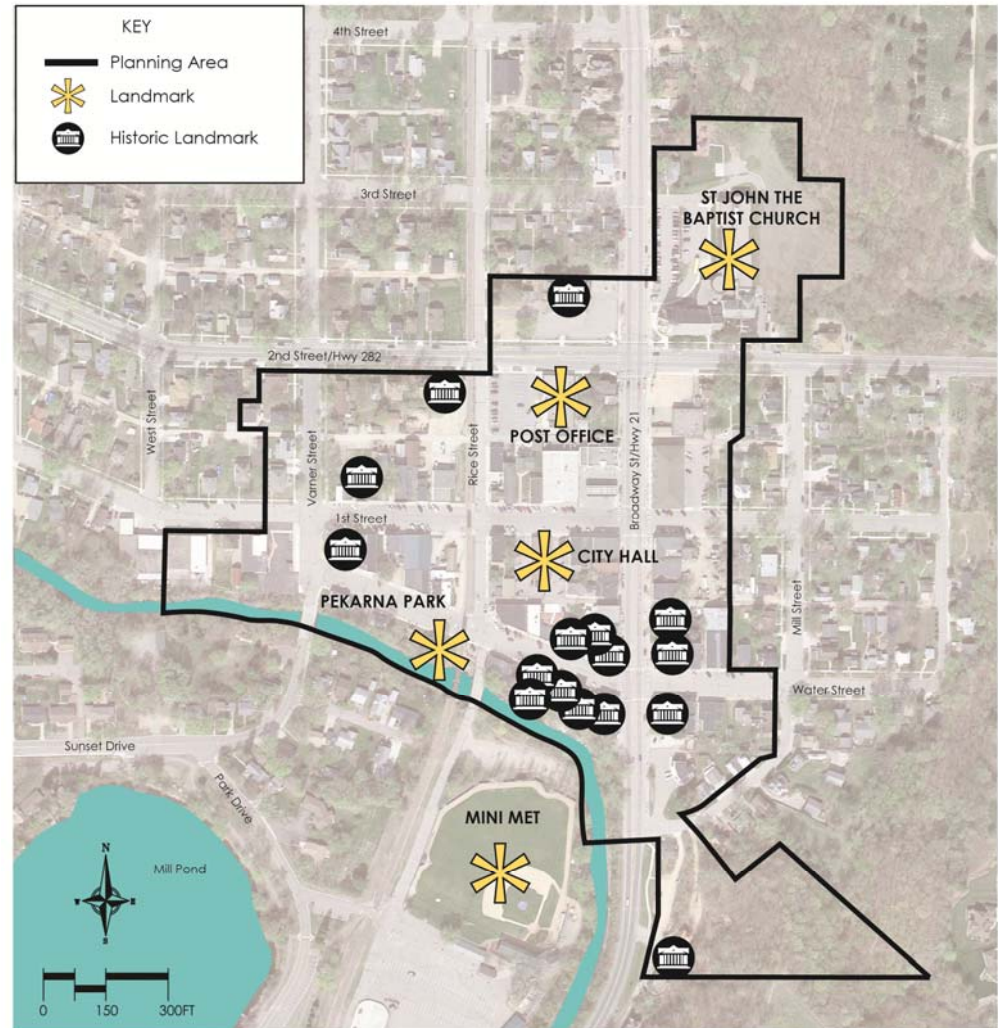 KEY
Planning Area
Landmark
Historic Landmark
4th Street
3rd Street
ST JOHN THE
BAPTIST CHURCH
2nd Street/Hwy 282
West Street
Varner Street
Rice Street
POST OFFICE
Broadway St/Hwy 21
1st Street
CITY HALL
PEKARNA PARK
Mill Street
Water Street
Sunset Drive
Park Drive
MINI MET
Mill Pond
N
W
E
S
0 150 300FT